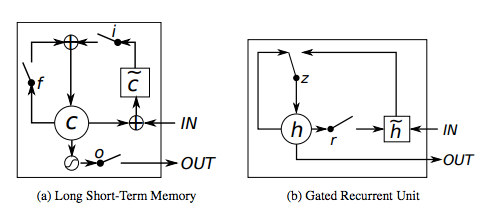 i
f
c̃
c
IN
o
OUT
(a) Long Short-Term Memory
z
h
r
h̃
IN
OUT
(b) Gated Recurrent Unit